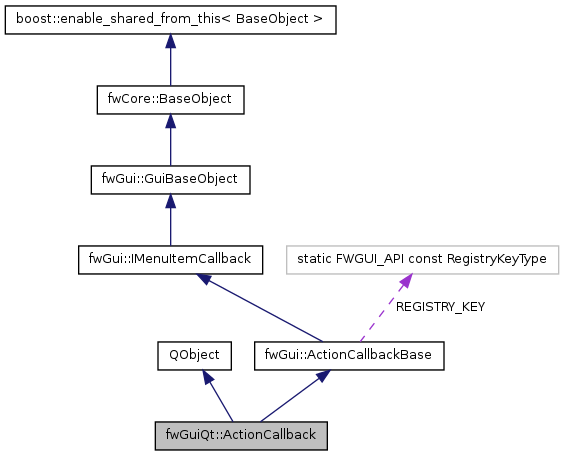 boost::enable_shared_from_this< BaseObject >
fwCore::BaseObject
fwGui::GuiBaseObject
fwGui::IMenuItemCallback
static FWGUI_API const RegistryKeyType
REGISTRY_KEY
QObject
fwGui::ActionCallbackBase
fwGuiQt::ActionCallback